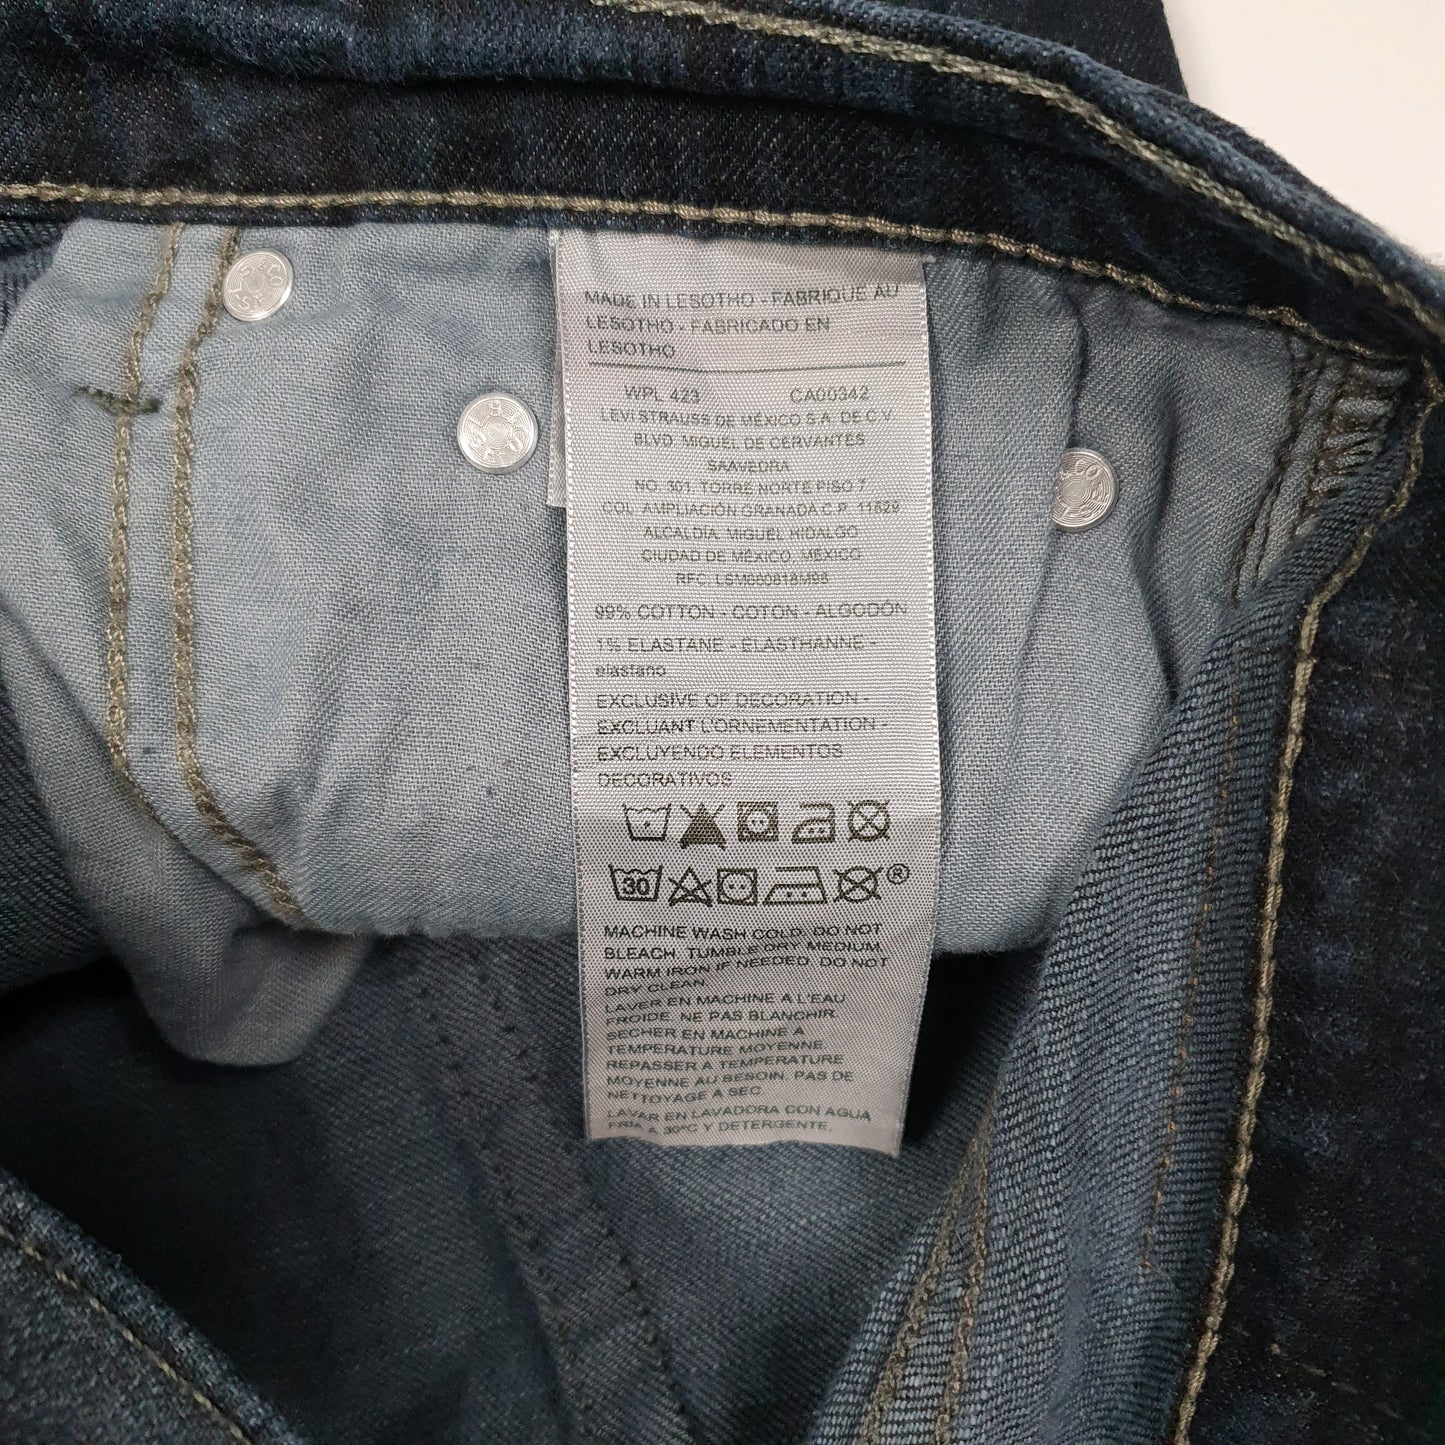 MADE IN LESOTHO - FABRIQUE AU
LESOTHO - FABRICADO EN
LESOTHO
WPL 423 CA00342
LEVI STRAUSS DE MÉXICO S.A. DE C.V.
BLVD. MIGUEL DE CERVANTES
SAAVEDRA
NO. 301, TORRE NORTE PISO 7
COL. AMPLIACIÓN GRANADA C.P. 11529
ALCALDÍA. MIGUEL HIDALGO
CIUDAD DE MÉXICO, MÉXICO
RFC:
99% COTTON - COTON - ALGODÓN
1% ELASTANE - ELASTHANNE -
elastano
EXCLUSIVE OF DECORATION -
EXCLUANT L'ORNEMENTATION -
EXCLUYENDO ELEMENTOS
DECORATIVOS
30 ®
MACHINE WASH COLD. DO NOT
BLEACH. TUMBLE DRY MEDIUM.
WARM IRON IF NEEDED. DO NOT
DRY CLEAN.
LAVER EN MACHINE A L'EAU
FROIDE. NE PAS BLANCHIR.
SECHER EN MACHINE A
TEMPERATURE MOYENNE.
REPASSER A TEMPERATURE
MOYENNE AU BESOIN. PAS DE
NETTOYAGE A SEC
LAVAR EN LAVADORA CON AGUA
FRIA A 30ºC Y DETERGENTE,